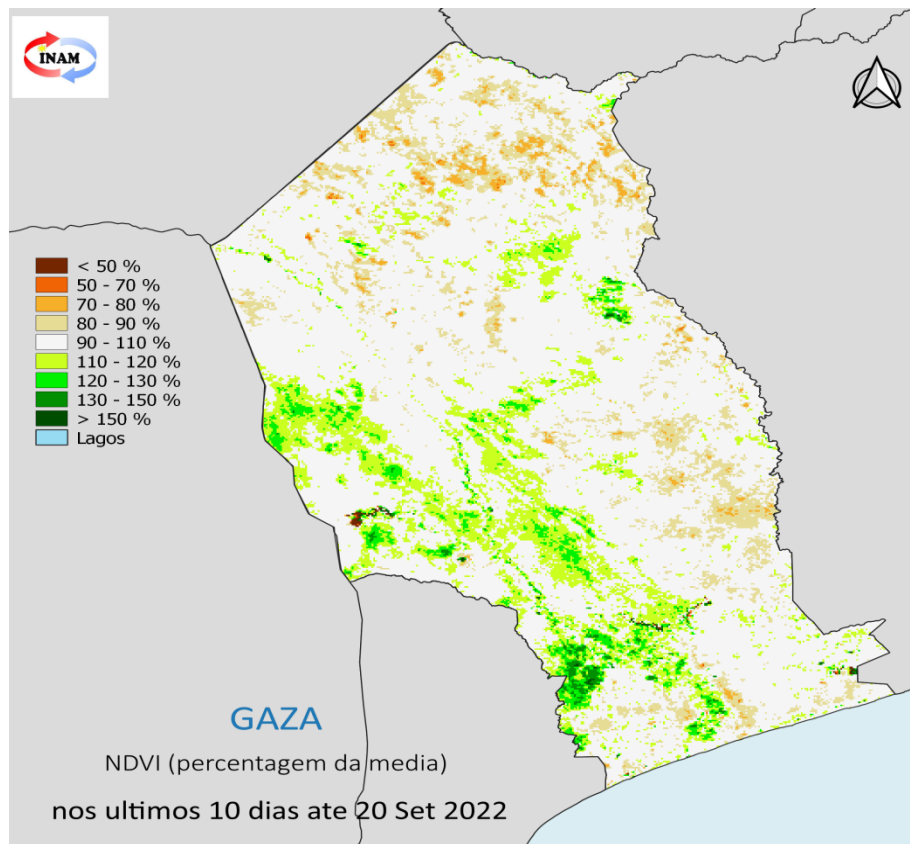 INAM
< 50 %
50 - 70 %
70 - 80 %
80 - 90 %
90 - 110 %
110 - 120 %
120 - 130 %
130 - 150 %
> 150 %
Lagos
GAZA
NDVI (percentagem da media)
nos ultimos 10 dias ate 20 Set 2022